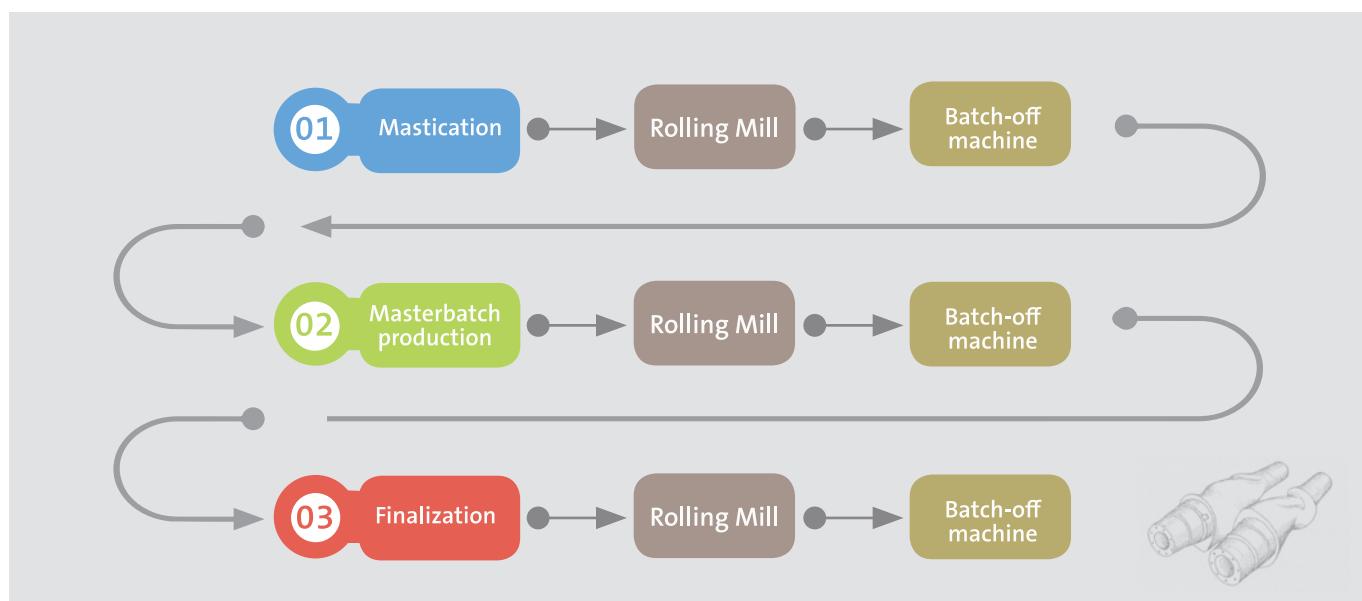 01
Mastication
Rolling Mill
Batch-off
machine
02
Masterbatch
production
Rolling Mill
Batch-off
machine
03
Finalization
Rolling Mill
Batch-off
machine